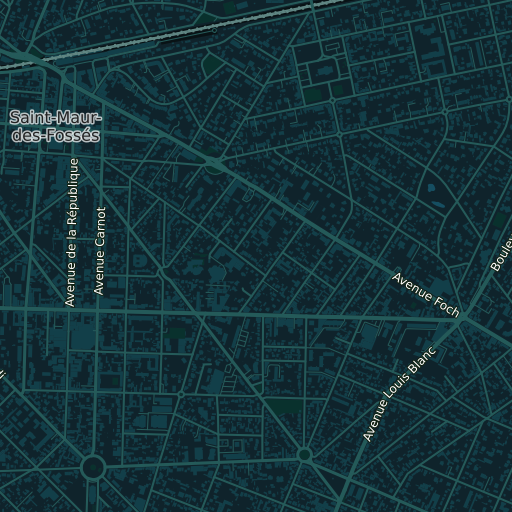 Saint-Maur-
des-Fossés
Avenue de la République
Avenue Carnot
Avenue Foch
Avenue Louis Blanc